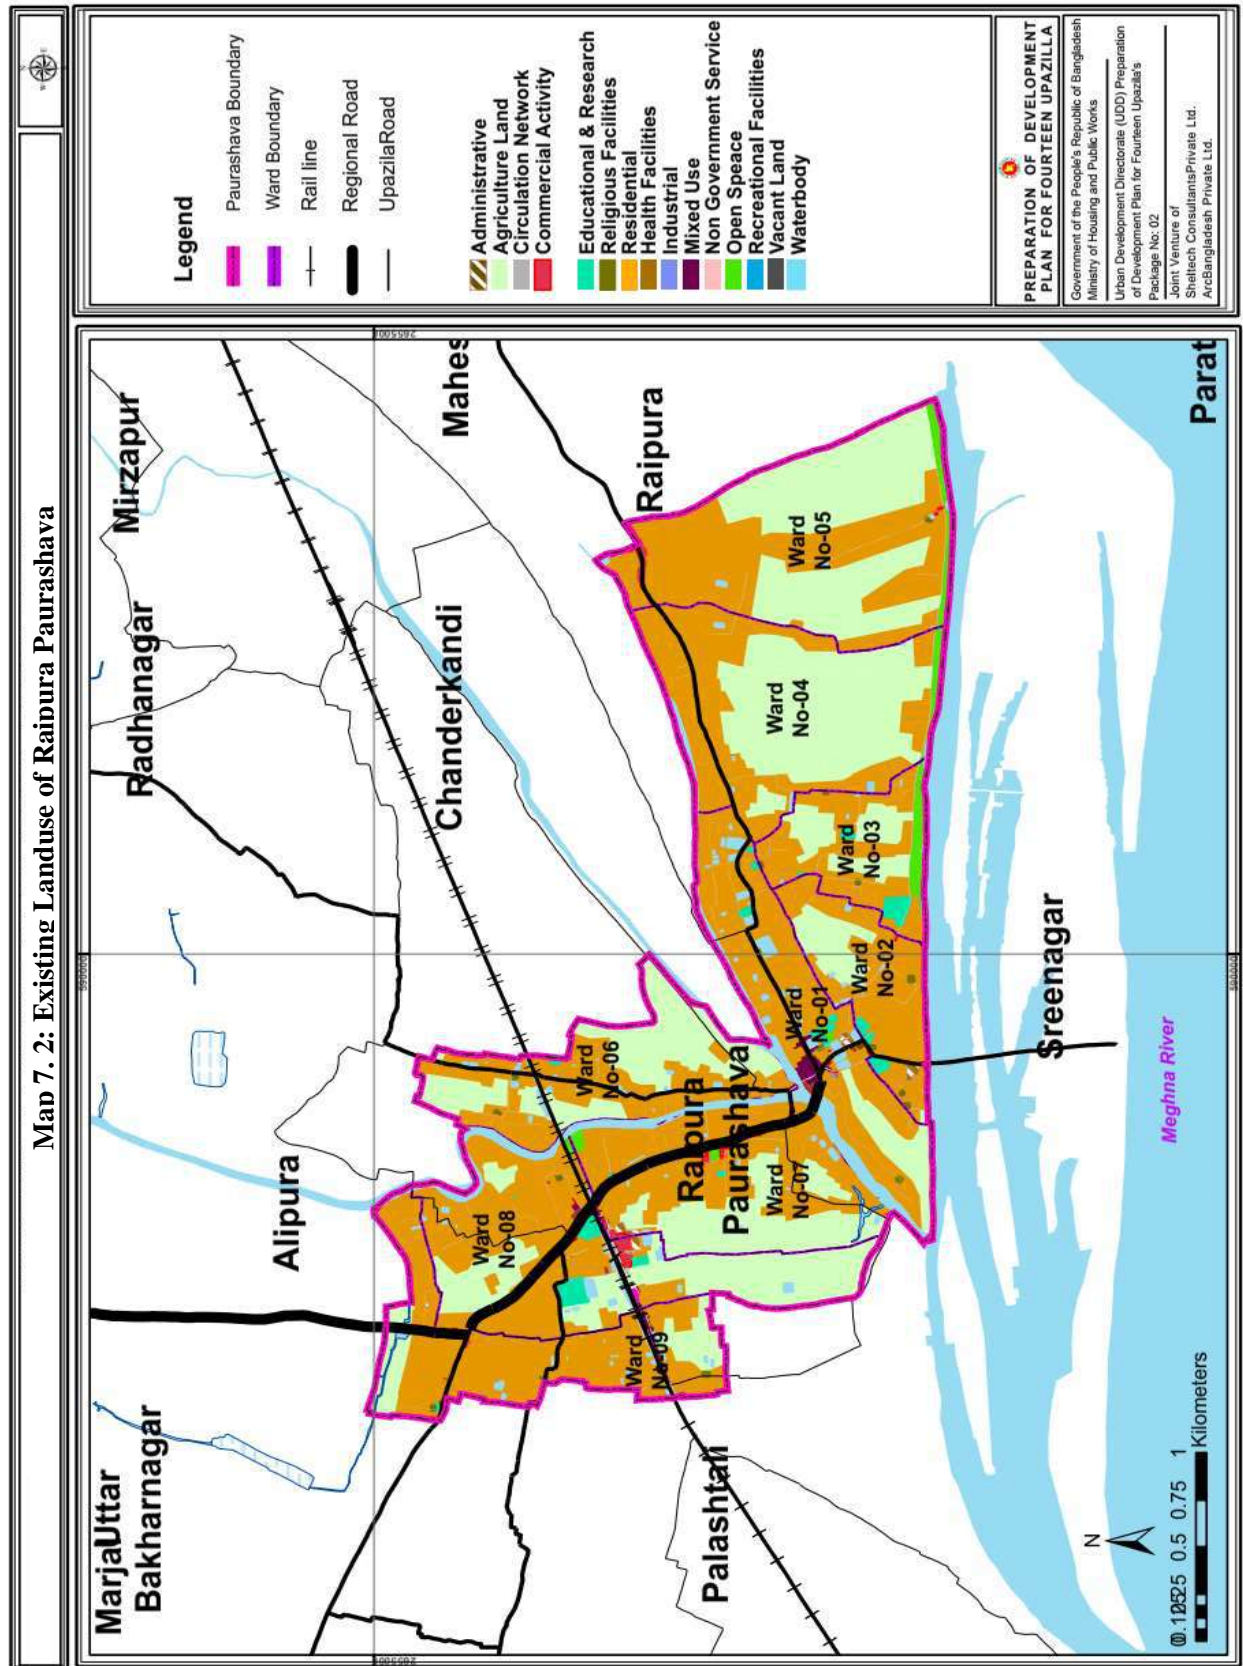 Map 7. 2: Existing Landuse of Raipura Paurashava
Mirzapur
Radhanagar
Mahes
Chanderkandi
Raipura
Parat
Alipura
Marjal
Uttar
Bakharnagar
Palashtali
Sreenagar
Meghna River
Raipura
Paurashava
Ward
No-01
Ward
No-02
Ward
No-03
Ward
No-04
Ward
No-05
Ward
No-06
Ward
No-07
Ward
No-08
Ward
No-09
590000
590000
N
0.5 0.75 1
Kilometers
N
E
W
Legend
Paurashava Boundary
Ward Boundary
Rail line
Regional Road
UpazilaRoad
Administrative
Agriculture Land
Circulation Network
Commercial Activity
Educational & Research
Religious Facilities
Residential
Health Facilities
Industrial
Mixed Use
Non Government Service
Open Speace
Recreational Facilities
Vacant Land
Waterbody
PREPARATION OF DEVELOPMENT
PLAN FOR FOURTEEN UPAZILLA
Government of the People's Republic of Bangladesh
Ministry of Housing and Public Works
Urban Development Directorate (UDD) Preparation
of Development Plan for Fourteen Upazila's
Package No: 02
Joint Venture of
Sheltech ConsultantsPrivate Ltd.
ArcBangladesh Private Ltd.